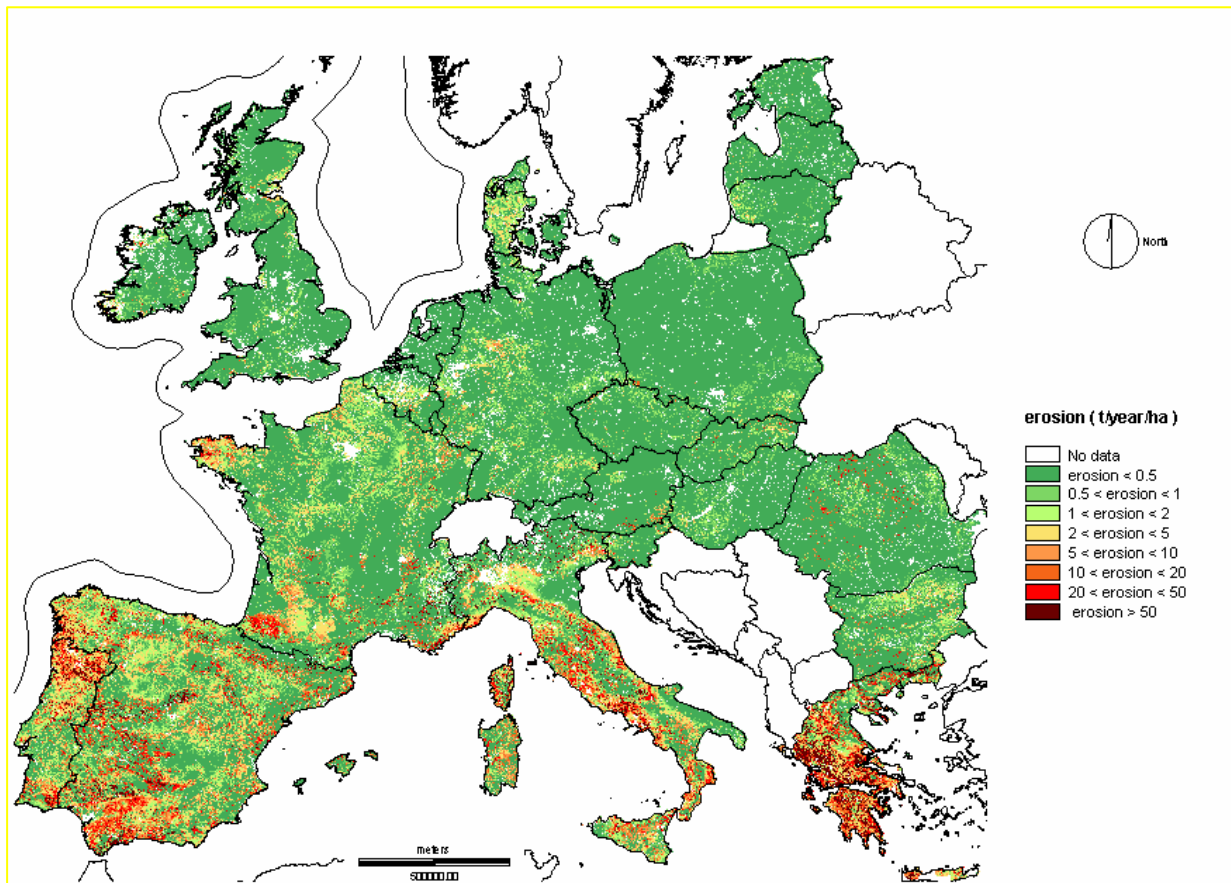 North
erosion ( t/year/ha )
No data
erosion < 0.5
0.5 < erosion < 1
1 < erosion < 2
2 < erosion < 5
5 < erosion < 10
10 < erosion < 20
20 < erosion < 50
erosion > 50
meters
500000.00